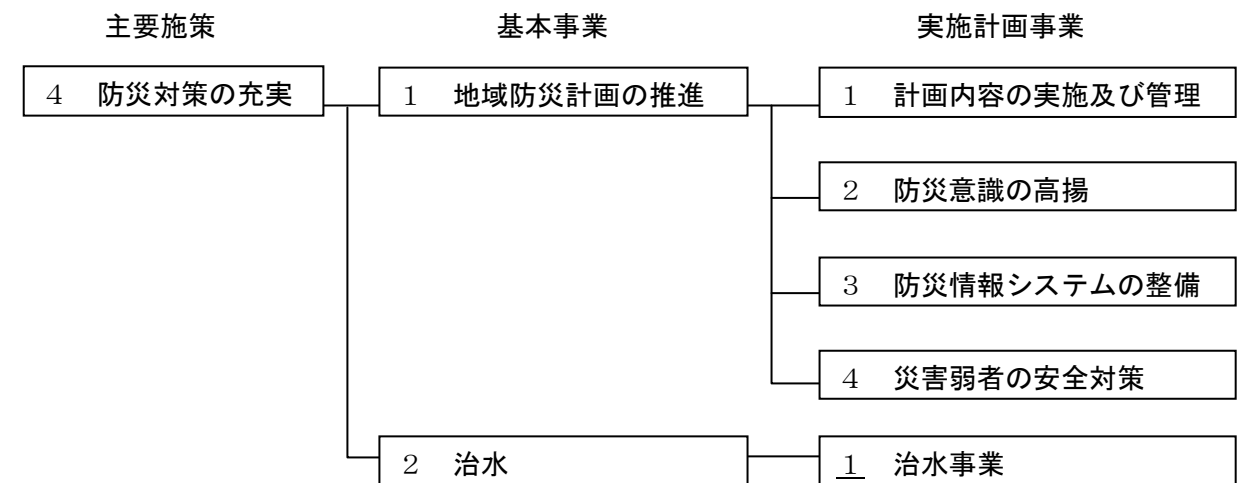 主要施策 基本事業 実施計画事業
4 防災対策の充実 1 地域防災計画の推進 1 計画内容の実施及び管理
2 防災意識の高揚
3 防災情報システムの整備
4 災害弱者の安全対策
2 治水 1 治水事業